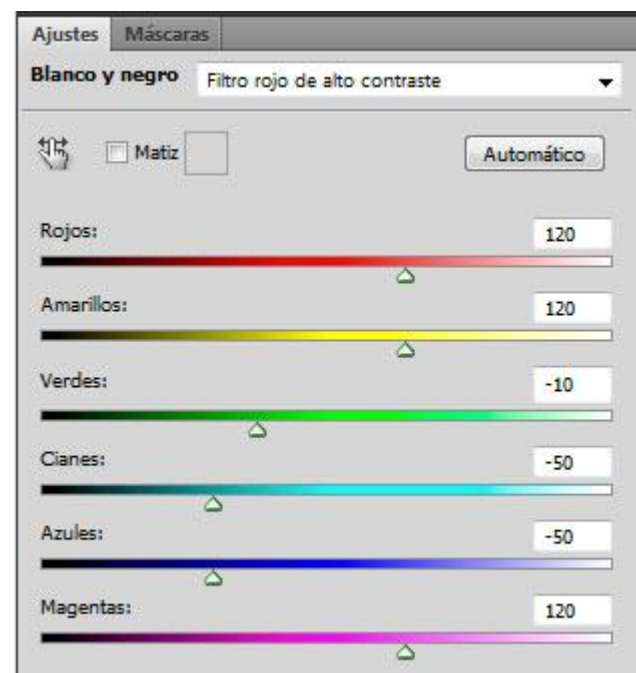 Ajustes Máscaras
Blanco y negro Filtro rojo de alto contraste
Matiz Automático
Rojos: 120
Amarillos: 120
Verdes: -10
Cianes: -50
Azules: -50
Magentas: 120